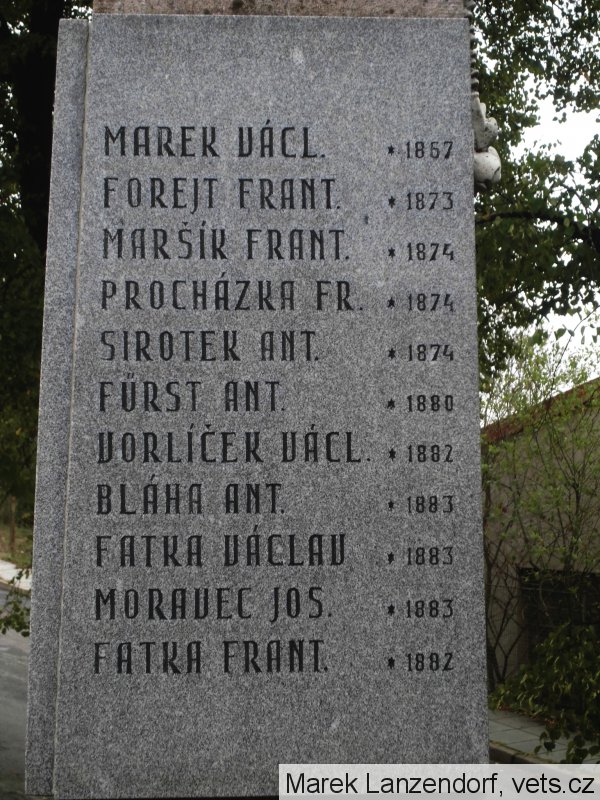 MAREK VÁCL. * 1867
FOREJT FRANT. * 1873
MARŠÍK FRANT. * 1874
PROCHÁZKA FR. * 1874
SIROTEK ANT. * 1874
FÜRST ANT. * 1880
VORLÍČEK VÁCL. * 1882
BLÁHA ANT. * 1883
FATKA VÁCLAV * 1883
MORAVEC JOS. * 1883
FATKA FRANT. * 1882
Marek Lanzendorf, vets.cz